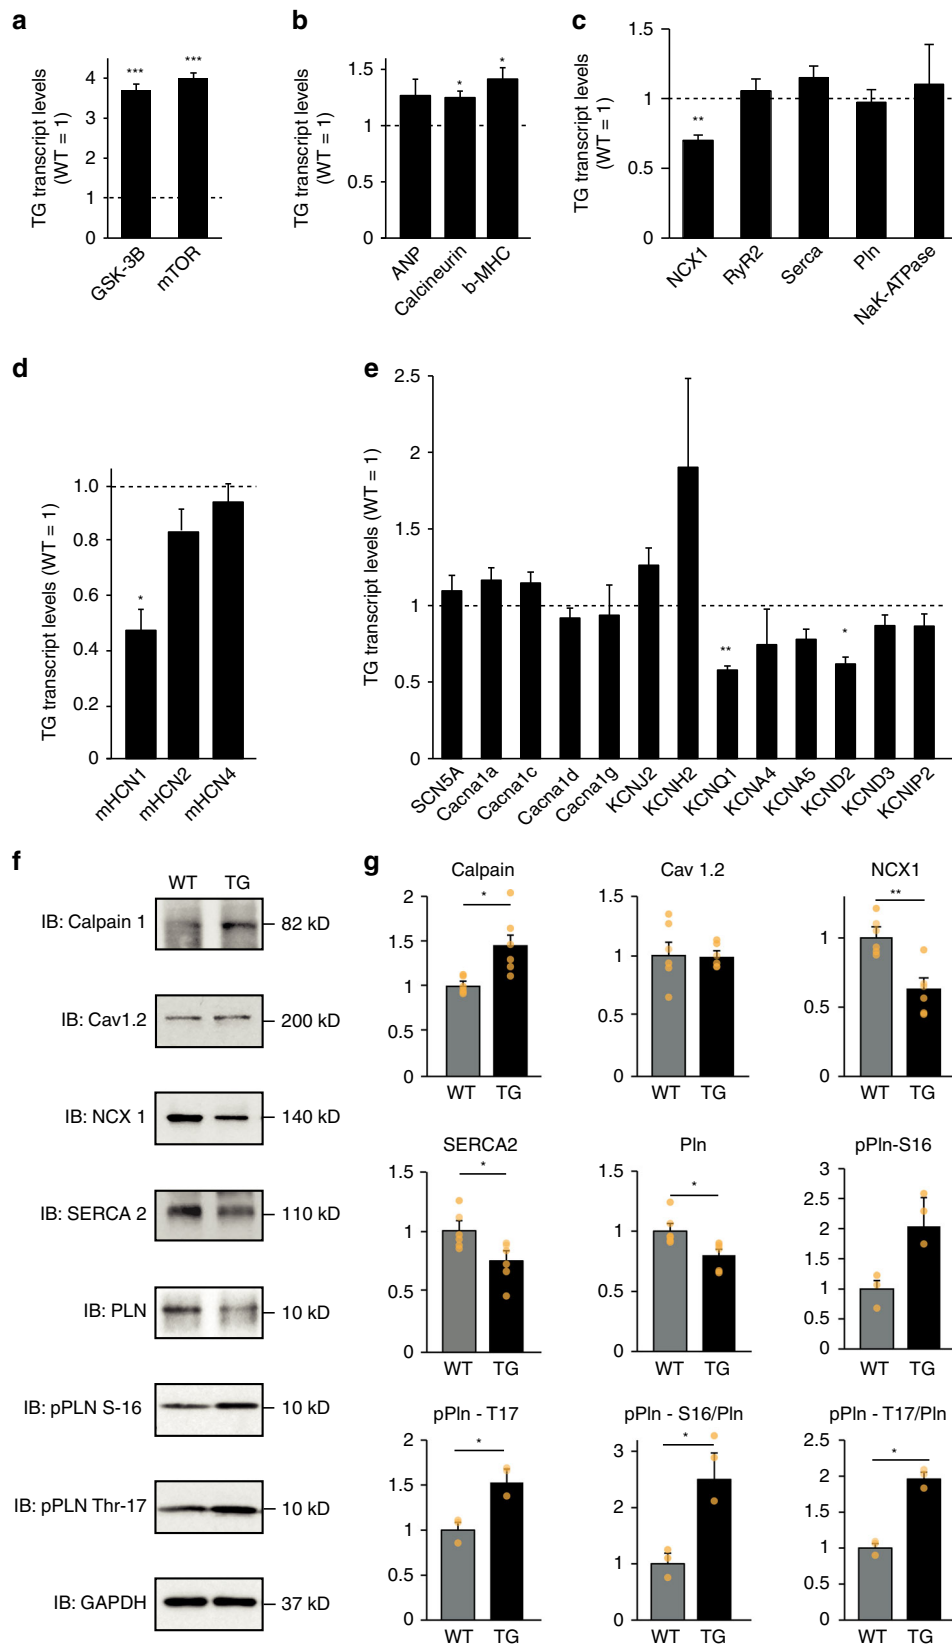 a
TG transcript levels
(WT = 1)
4
3
2
1
0
***
***
GSK-3B
mTOR
b
TG transcript levels
(WT = 1)
1.5
1
0.5
0
*
*
ANP
Calcineurin
b-MHC
c
TG transcript levels
(WT = 1)
1.5
1
0.5
0
**
NCX1
RyR2
Serca
Pln
NaK-ATPase
d
TG transcript levels (WT = 1)
1.0
0.8
0.6
0.4
0.2
0
*
mHCN1
mHCN2
mHCN4
e
TG transcript levels (WT = 1)
2.5
2
1.5
1
0.5
0
**
*
SCN5A
Cacna1a
Cacna1c
Cacna1d
Cacna1g
KCNJ2
KCNH2
KCNQ1
KCNA4
KCNA5
KCND2
KCND3
KCNIP2
f
WT TG
IB: Calpain 1 82 kD
IB: Cav1.2 200 kD
IB: NCX 1 140 kD
IB: SERCA 2 110 kD
IB: PLN 10 kD
IB: pPLN S-16 10 kD
IB: pPLN Thr-17 10 kD
IB: GAPDH 37 kD
g
Calpain
2
1.5
1
0.5
0
*
WT TG
Cav 1.2
1.5
1
0.5
0
WT TG
NCX1
1
0.5
0
**
WT TG
SERCA2
1.5
1
0.5
0
*
WT TG
Pln
1.5
1
0.5
0
*
WT TG
pPln-S16
3
2.5
2
1.5
1
0.5
0
WT TG
pPln - T17
2
1.5
1
0.5
0
*
WT TG
pPln - S16/Pln
3
2
1
0
*
WT TG
pPln - T17/Pln
2.5
2
1.5
1
0.5
0
*
WT TG